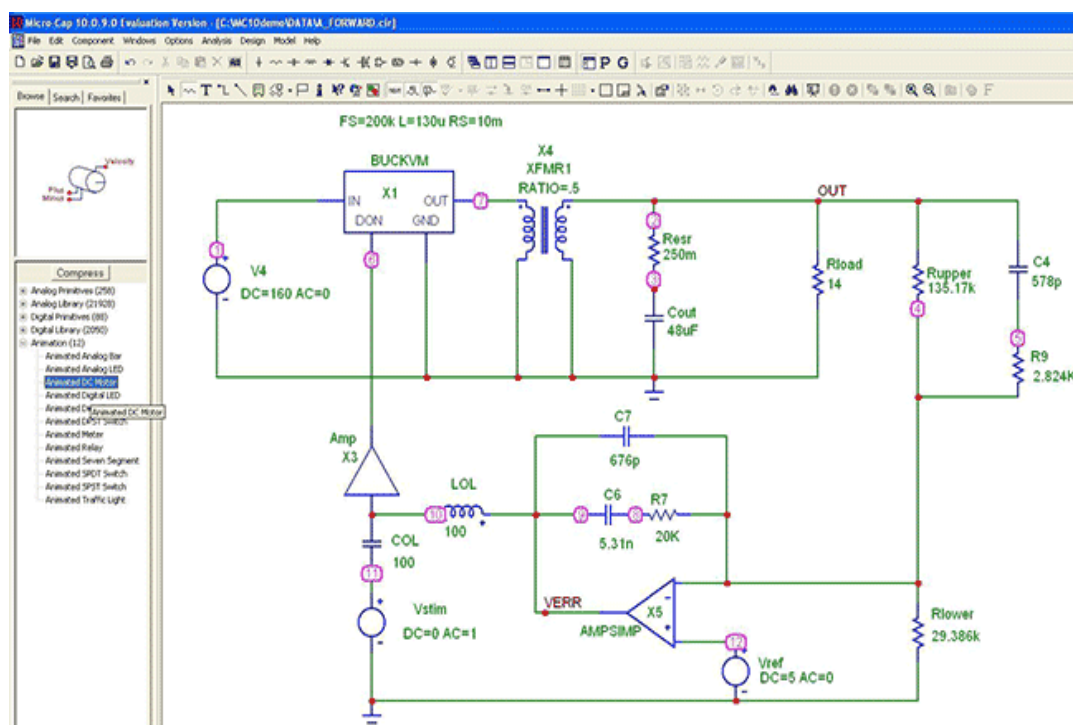 Micro-Cap 10.0.9.0 Evaluation Version - [C:\MC10demo\DATA\A_FORWARD.cir]
File Edit Component Windows Options Analysis Design Model Help
Browse Search Favorites
Velocity
Plus
Minus
Compress
Analog Primitives (258)
Analog Library (21928)
Digital Primitives (88)
Digital Library (2050)
Animation (12)
Animated Analog Bar
Animated Analog LED
Animated DC Motor
Animated Digital LED
Animated DC Motor
Animated DPST Switch
Animated Meter
Animated Relay
Animated Seven Segment
Animated SPDT Switch
Animated SPST Switch
Animated Traffic Light
T
P G
F
FS=200k L=130u RS=10m
BUCKVM
X1
IN
OUT
DON
GND
X4
XFMR1
RATIO=.5
7
1
6
V4
DC=160 AC=0
OUT
2
Resr
250m
3
Cout
48uF
Rload
14
Rupper
135.17k
4
C4
578p
5
R9
2.824K
Amp
X3
C7
676p
LOL
10
100
9
C6
8
R7
5.31n
20K
COL
100
11
VERR
X5
AMPSIMP
Vstim
DC=0 AC=1
12
Vref
DC=5 AC=0
Rlower
29.386k